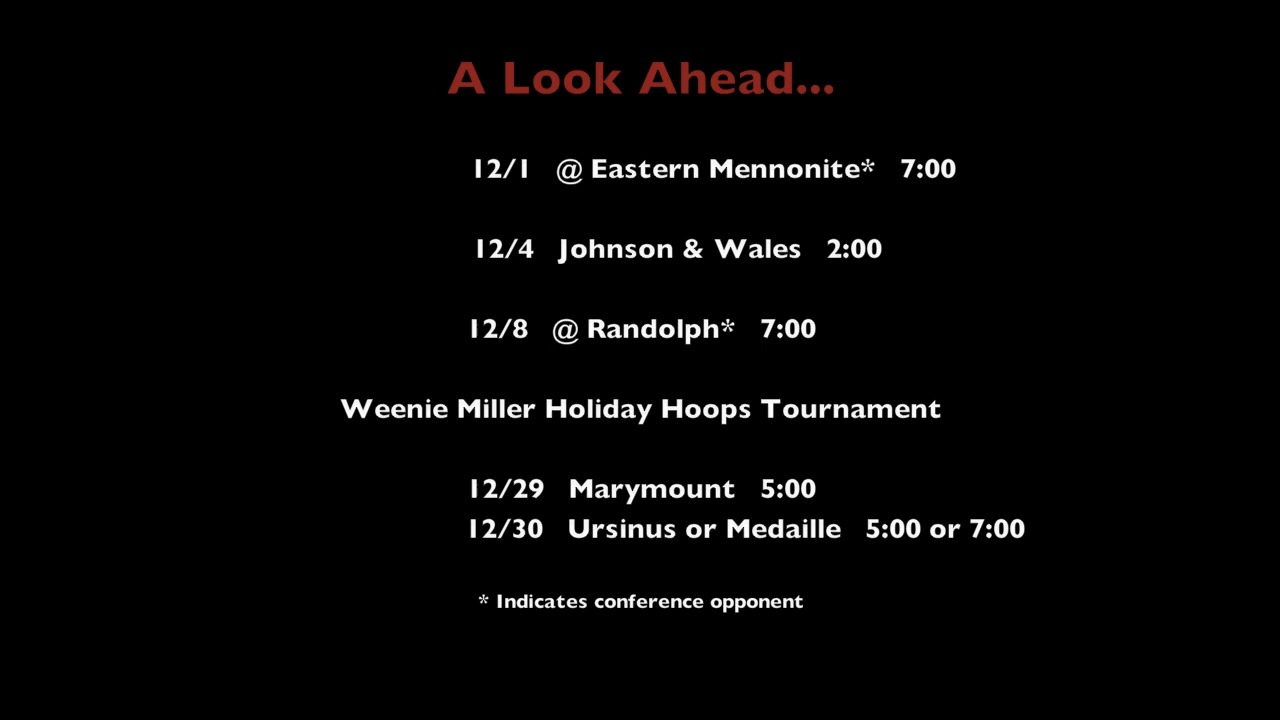 A Look Ahead...
12/1 @ Eastern Mennonite* 7:00
12/4 Johnson & Wales 2:00
12/8 @ Randolph* 7:00
Weenie Miller Holiday Hoops Tournament
12/29 Marymount 5:00
12/30 Ursinus or Medaille 5:00 or 7:00
* Indicates conference opponent